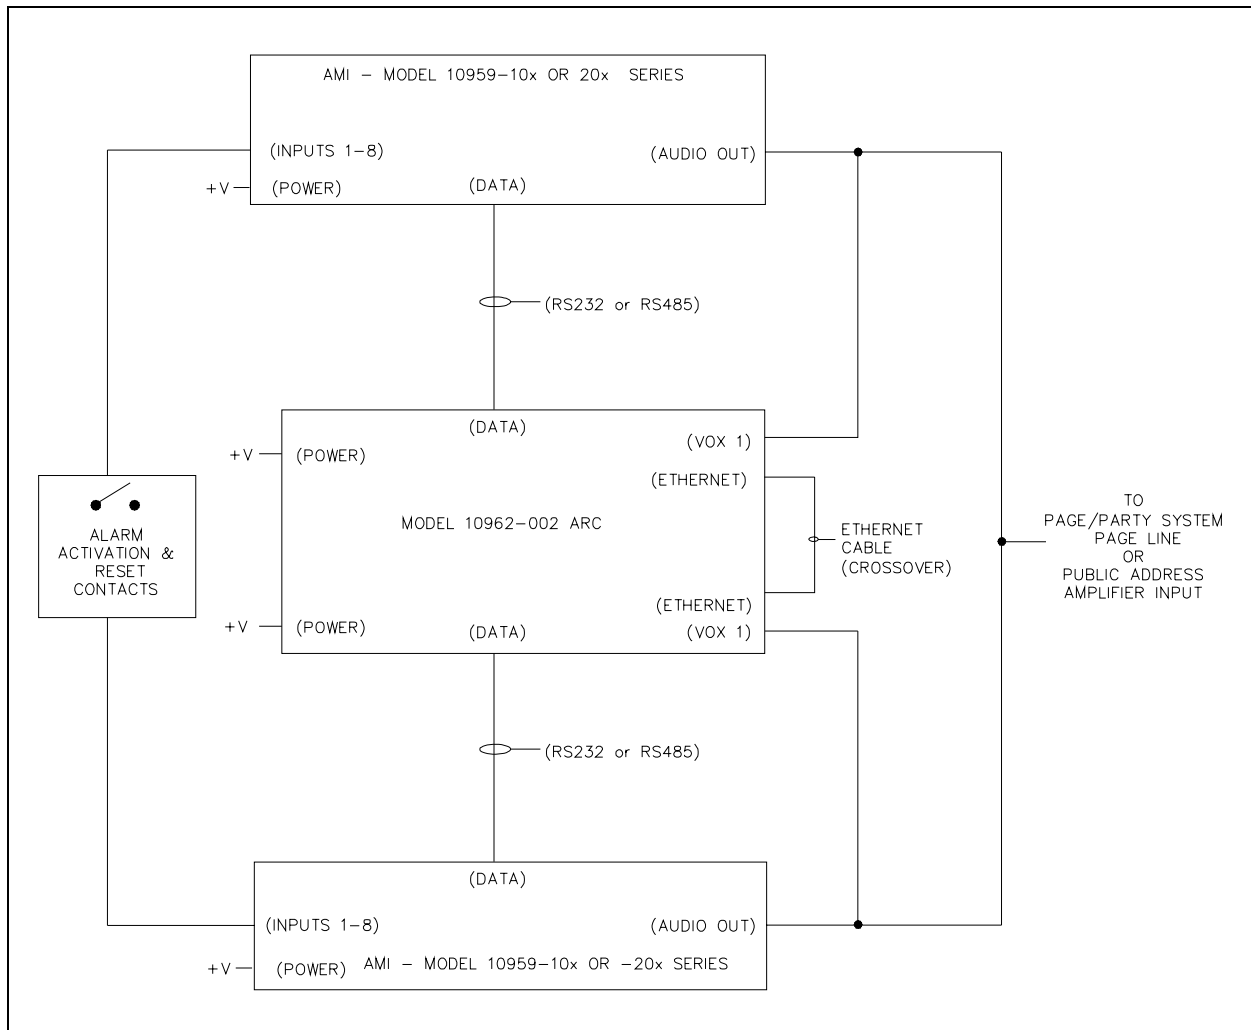 AMI - MODEL 10959-10x OR 20x SERIES
(INPUTS 1-8)
(AUDIO OUT)
+V
(POWER)
(DATA)
(RS232 or RS485)
(DATA)
(VOX 1)
+V
(POWER)
(ETHERNET)
MODEL 10962-002 ARC
ALARM
ACTIVATION &
RESET
CONTACTS
ETHERNET
CABLE
(CROSSOVER)
TO
PAGE/PARTY SYSTEM
PAGE LINE
OR
PUBLIC ADDRESS
AMPLIFIER INPUT
(ETHERNET)
+V
(POWER)
(DATA)
(VOX 1)
(RS232 or RS485)
(DATA)
(INPUTS 1-8)
(AUDIO OUT)
+V
(POWER)
AMI - MODEL 10959-10x OR -20x SERIES